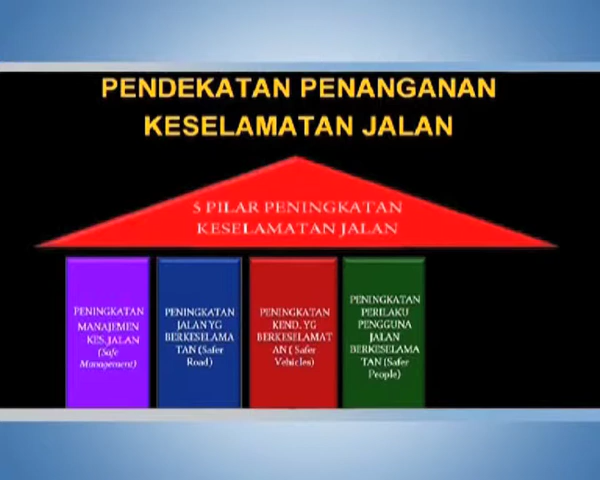 PENDEKATAN PENANGANAN
KESELAMATAN JALAN
5 PILAR PENINGKATAN
KESELAMATAN JALAN
PENINGKATAN
MANAJEMEN
KES. JALAN
(Safe
Management)
PENINGKATAN
JALAN YG
BERKESELAMA
TAN (Safer
Road)
PENINGKATAN
KEND. YG
BERKESELAMAT
AN ( Safer
Vehicles)
PENINGKATAN
PERILAKU
PENGGUNA
JALAN
BERKESELAMA
TAN (Safer
People)